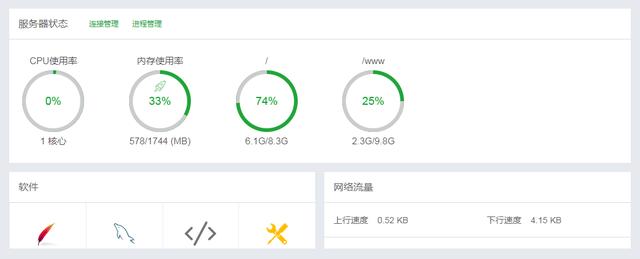 服务器状态 连接管理 进程管理
CPU使用率 内存使用率 / /www
0% 33% 74% 25%
1 核心 578/1744 (MB) 6.1G/8.3G 2.3G/9.8G
软件 网络流量
上行速度 0.52 KB 下行速度 4.15 KB